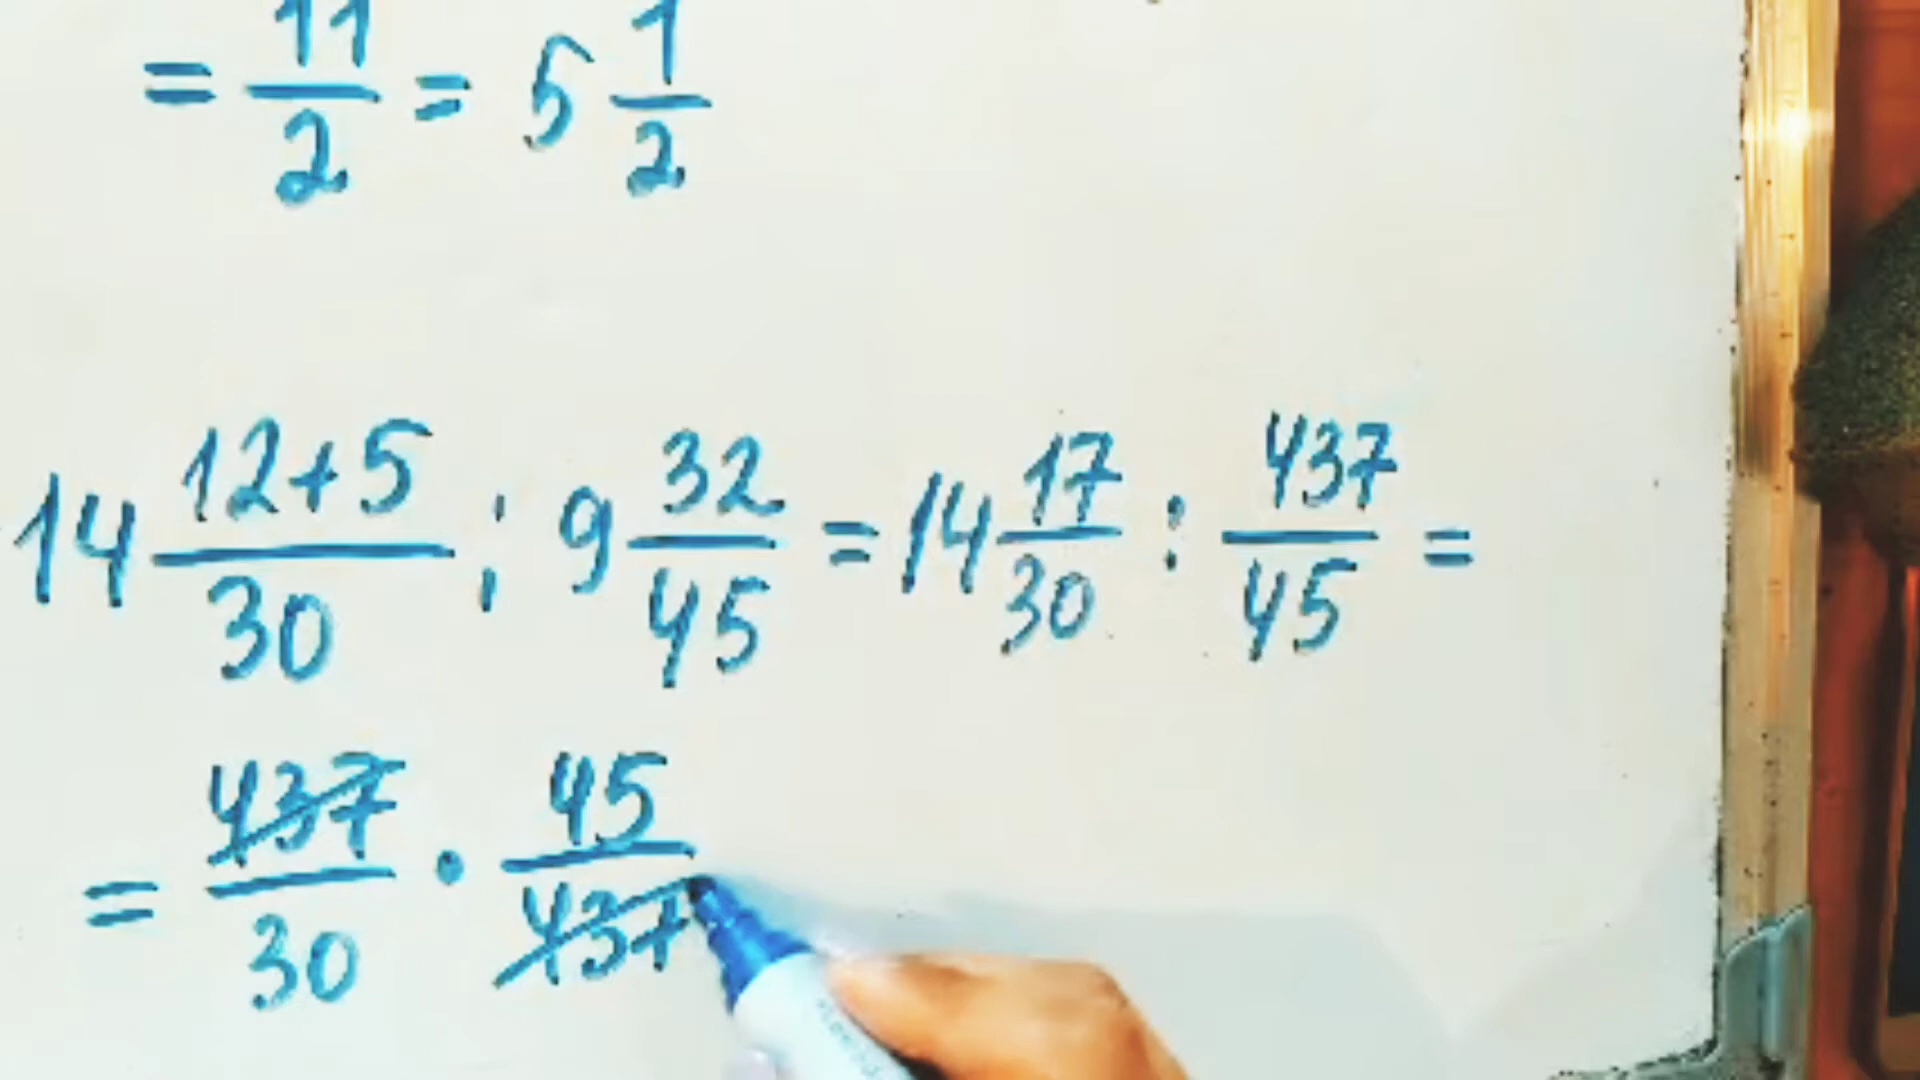 = 11/2 = 5 1/2
14 12+5/30 : 9 32/45 = 14 17/30 : 437/45 =
= 437/30 · 45/437